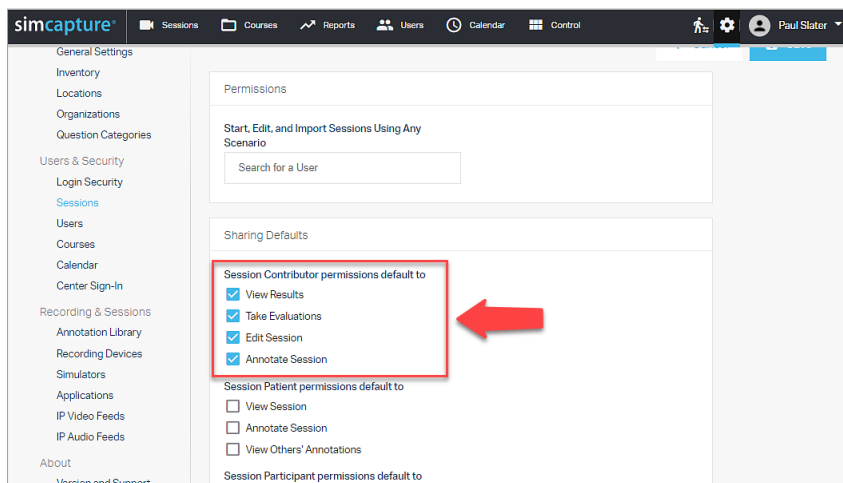 simcapture Sessions Courses Reports Users Calendar Control Paul Slater
General Settings
Inventory
Locations
Organizations
Question Categories
Users & Security
Login Security
Sessions
Users
Courses
Calendar
Center Sign-In
Recording & Sessions
Annotation Library
Recording Devices
Simulators
Applications
IP Video Feeds
IP Audio Feeds
About
Version and Support
Permissions
Start, Edit, and Import Sessions Using Any
Scenario
Search for a User
Sharing Defaults
Session Contributor permissions default to
View Results
Take Evaluations
Edit Session
Annotate Session
Session Patient permissions default to
View Session
Annotate Session
View Others' Annotations
Session Participant permissions default to